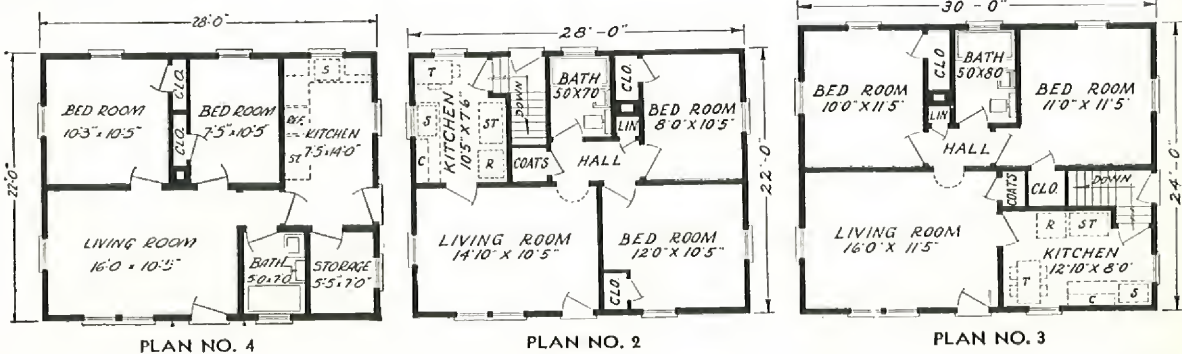 28'-0"
22'-0"
BED ROOM
10'-3" x 10'-5"
CLO.
CLO.
BED ROOM
7'-5" x 10'-5"
S
REF.
ST.
KITCHEN
7'-5" x 14'-0"
LIVING ROOM
16'-0 x 10'-5"
BATH
5'-0 x 7'-0
STORAGE
5'-5" x 7'-0"
PLAN NO. 4
28'-0"
22'-0"
T
S
C
KITCHEN
10'5" X 7'6"
ST
R
DOWN
COATS
BATH
5'0 X 7'0
CLO.
LIN
BED ROOM
8'-0" X 10'-5"
HALL
LIVING ROOM
14'-10" X 10'-5"
BED ROOM
12'-0 X 10'-5"
CLO.
PLAN NO. 2
30'-0"
24'-0"
BED ROOM
10'-0" X 11'-5"
CLO
LIN
BATH
5'0 X 8'0
BED ROOM
11'-0" X 11'-5"
HALL
COATS
CLO.
DOWN
LIVING ROOM
16'-0 X 11'-5"
R
ST
KITCHEN
12'-10" X 8'-0"
T
C
S
PLAN NO. 3